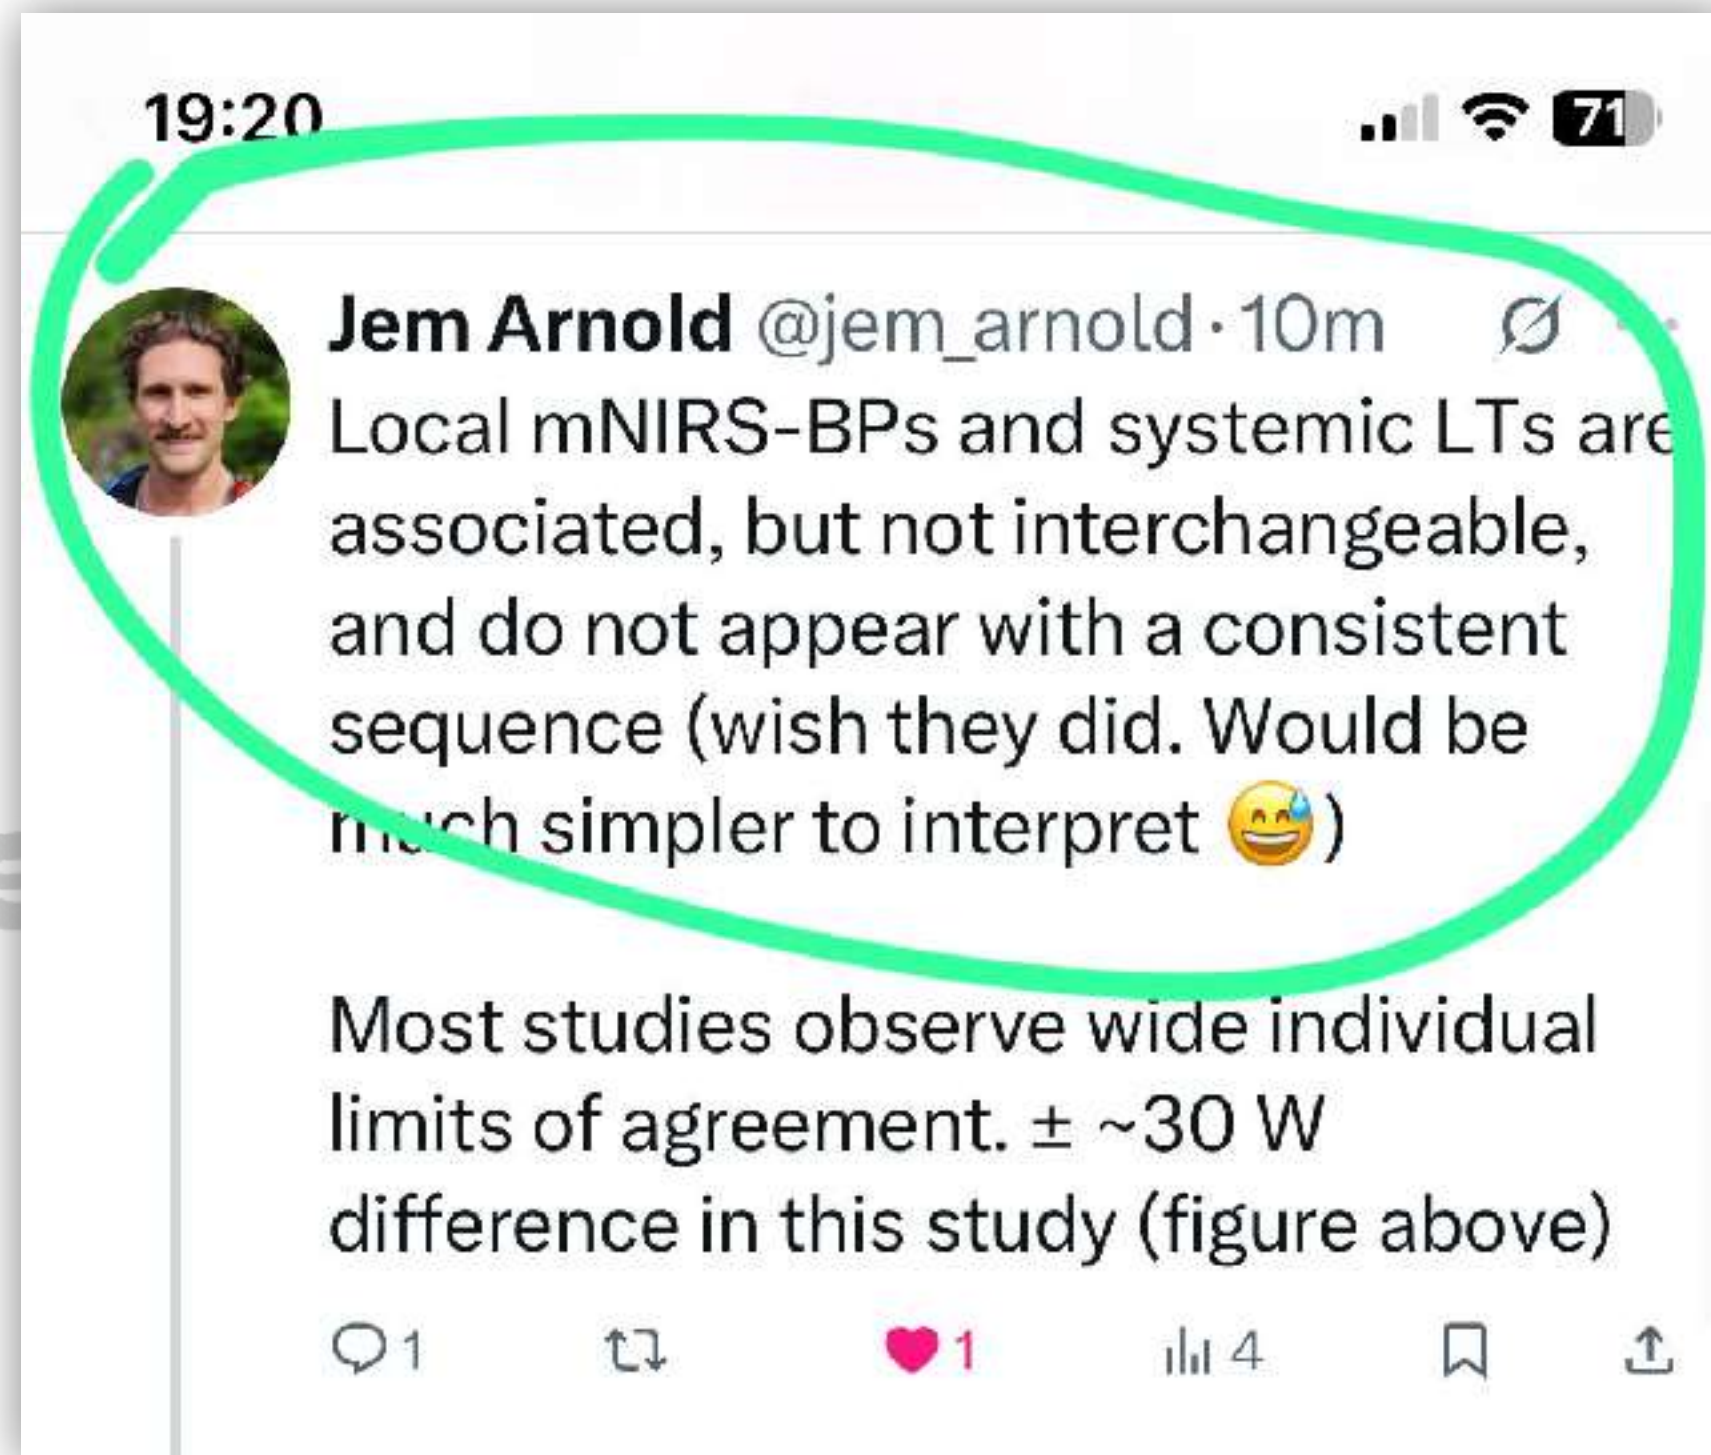 19:20
71
Jem Arnold @jem_arnold · 10m
Local mNIRS-BPs and systemic LTs are
associated, but not interchangeable,
and do not appear with a consistent
sequence (wish they did. Would be
much simpler to interpret 😅)
Most studies observe wide individual
limits of agreement. ± ~30 W
difference in this study (figure above)
1 1 4